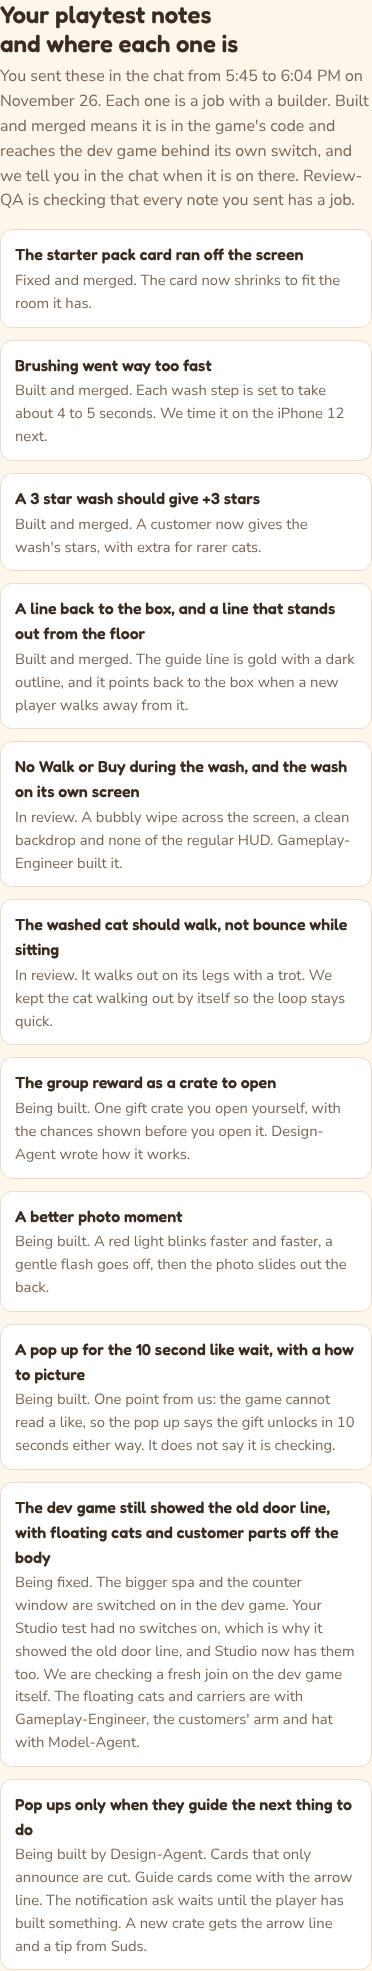 Your playtest notes
and where each one is
You sent these in the chat from 5:45 to 6:04 PM on
November 26. Each one is a job with a builder. Built
and merged means it is in the game's code and
reaches the dev game behind its own switch, and
we tell you in the chat when it is on there. Review-
QA is checking that every note you sent has a job.
The starter pack card ran off the screen
Fixed and merged. The card now shrinks to fit the
room it has.
Brushing went way too fast
Built and merged. Each wash step is set to take
about 4 to 5 seconds. We time it on the iPhone 12
next.
A 3 star wash should give +3 stars
Built and merged. A customer now gives the
wash's stars, with extra for rarer cats.
A line back to the box, and a line that stands
out from the floor
Built and merged. The guide line is gold with a dark
outline, and it points back to the box when a new
player walks away from it.
No Walk or Buy during the wash, and the wash
on its own screen
In review. A bubbly wipe across the screen, a clean
backdrop and none of the regular HUD. Gameplay-
Engineer built it.
The washed cat should walk, not bounce while
sitting
In review. It walks out on its legs with a trot. We
kept the cat walking out by itself so the loop stays
quick.
The group reward as a crate to open
Being built. One gift crate you open yourself, with
the chances shown before you open it. Design-
Agent wrote how it works.
A better photo moment
Being built. A red light blinks faster and faster, a
gentle flash goes off, then the photo slides out the
back.
A pop up for the 10 second like wait, with a how
to picture
Being built. One point from us: the game cannot
read a like, so the pop up says the gift unlocks in 10
seconds either way. It does not say it is checking.
The dev game still showed the old door line,
with floating cats and customer parts off the
body
Being fixed. The bigger spa and the counter
window are switched on in the dev game. Your
Studio test had no switches on, which is why it
showed the old door line, and Studio now has them
too. We are checking a fresh join on the dev game
itself. The floating cats and carriers are with
Gameplay-Engineer, the customers' arm and hat
with Model-Agent.
Pop ups only when they guide the next thing to
do
Being built by Design-Agent. Cards that only
announce are cut. Guide cards come with the arrow
line. The notification ask waits until the player has
built something. A new crate gets the arrow line
and a tip from Suds.